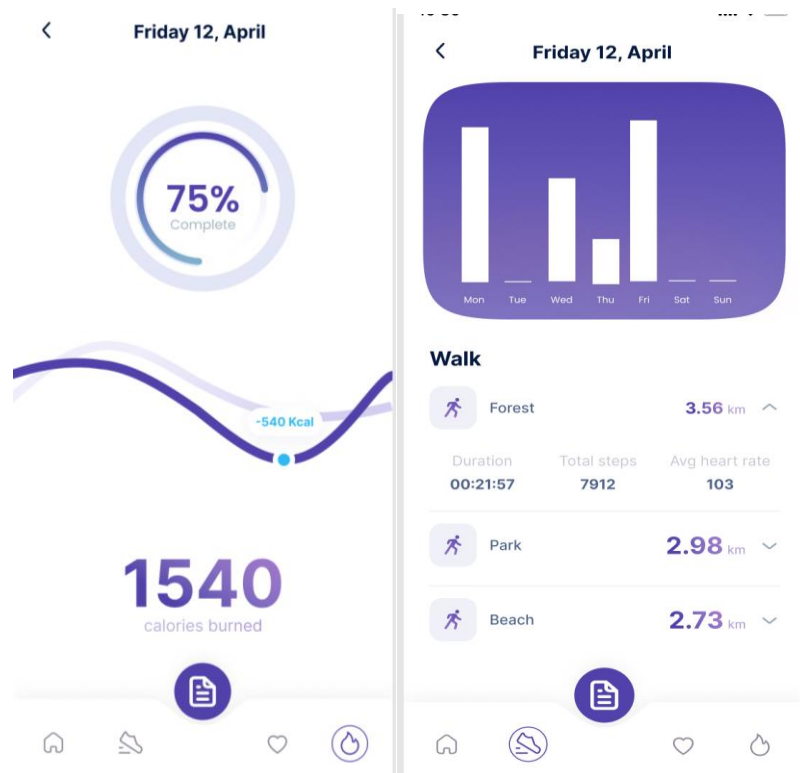 Friday 12, April
75%
Complete
-540 Kcal
1540
calories burned
Friday 12, April
Mon Tue Wed Thu Fri Sat Sun
Walk
Forest 3.56 km
Duration Total steps Avg heart rate
00:21:57 7912 103
Park 2.98 km
Beach 2.73 km